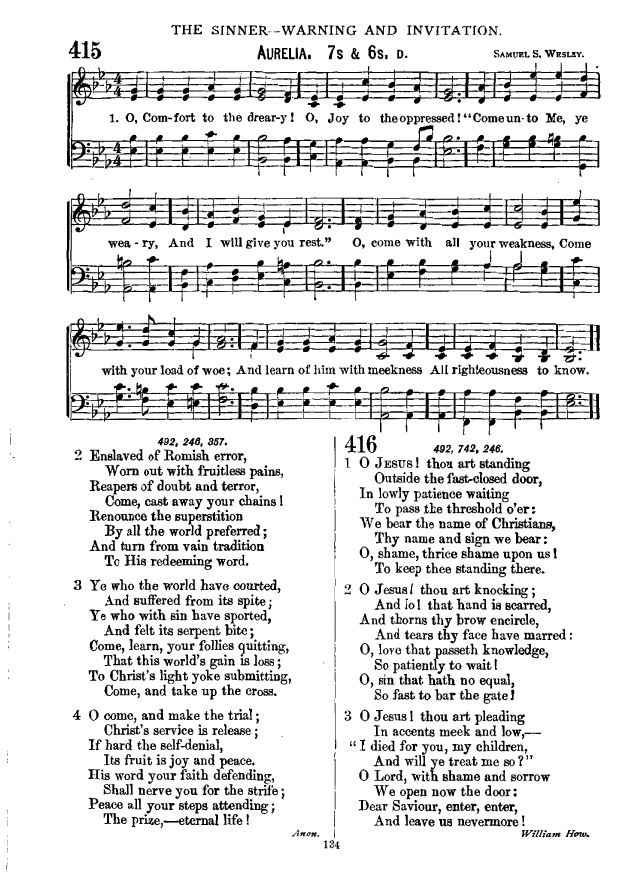 THE SINNER--WARNING AND INVITATION.
415
AURELIA. 7s & 6s. D.
SAMUEL S. WESLEY.
1. O, Com-fort to the drear-y! O, Joy to the oppressed! "Come un-to Me, ye
wea - ry, And I will give you rest." O, come with all your weakness, Come
with your load of woe; And learn of him with meekness All righteousness to know.
492, 246, 357.
2 Enslaved of Romish error,
Worn out with fruitless pains,
Reapers of doubt and terror,
Come, cast away your chains!
Renounce the superstition
By all the world preferred;
And turn from vain tradition
To His redeeming word.
3 Ye who the world have courted,
And suffered from its spite;
Ye who with sin have sported,
And felt its serpent bite;
Come, learn, your follies quitting,
That this world's gain is loss;
To Christ's light yoke submitting,
Come, and take up the cross.
4 O come, and make the trial;
Christ's service is release;
If hard the self-denial,
Its fruit is joy and peace.
His word your faith defending,
Shall nerve you for the strife;
Peace all your steps attending;
The prize,—eternal life!
Anon.
416
492, 742, 246.
1 O JESUS! thou art standing
Outside the fast-closed door,
In lowly patience waiting
To pass the threshold o'er:
We bear the name of Christians,
Thy name and sign we bear:
O, shame, thrice shame upon us!
To keep thee standing there.
2 O Jesus! thou art knocking;
And lo! that hand is scarred,
And thorns thy brow encircle,
And tears thy face have marred:
O, love that passeth knowledge,
So patiently to wait!
O, sin that hath no equal,
So fast to bar the gate!
3 O Jesus! thou art pleading
In accents meek and low,—
"I died for you, my children,
And will ye treat me so?"
O Lord, with shame and sorrow
We open now the door:
Dear Saviour, enter, enter,
And leave us nevermore!
William How.
134